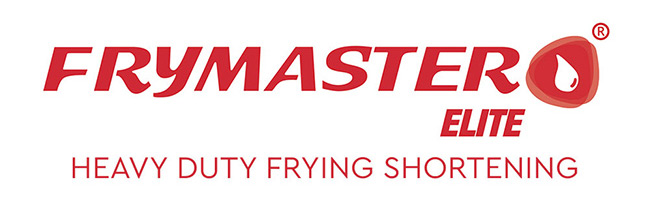 FRYMASTER®
ELITE
HEAVY DUTY FRYING SHORTENING